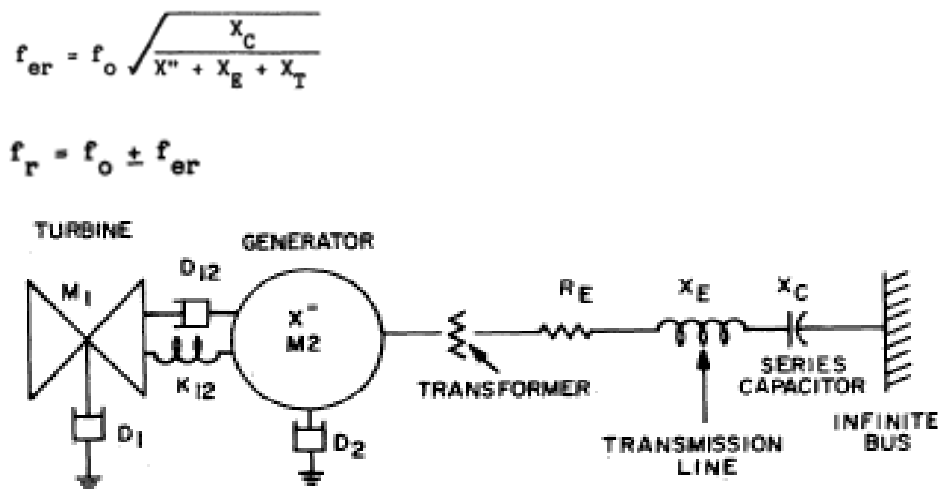 f_er = f_o √(X_C / (X" + X_E + X_T))
f_r = f_o ± f_er
TURBINE
GENERATOR
D12
M1
X"
M2
K12
D1
D2
TRANSFORMER
R_E
X_E
X_C
SERIES
CAPACITOR
TRANSMISSION
LINE
INFINITE
BUS